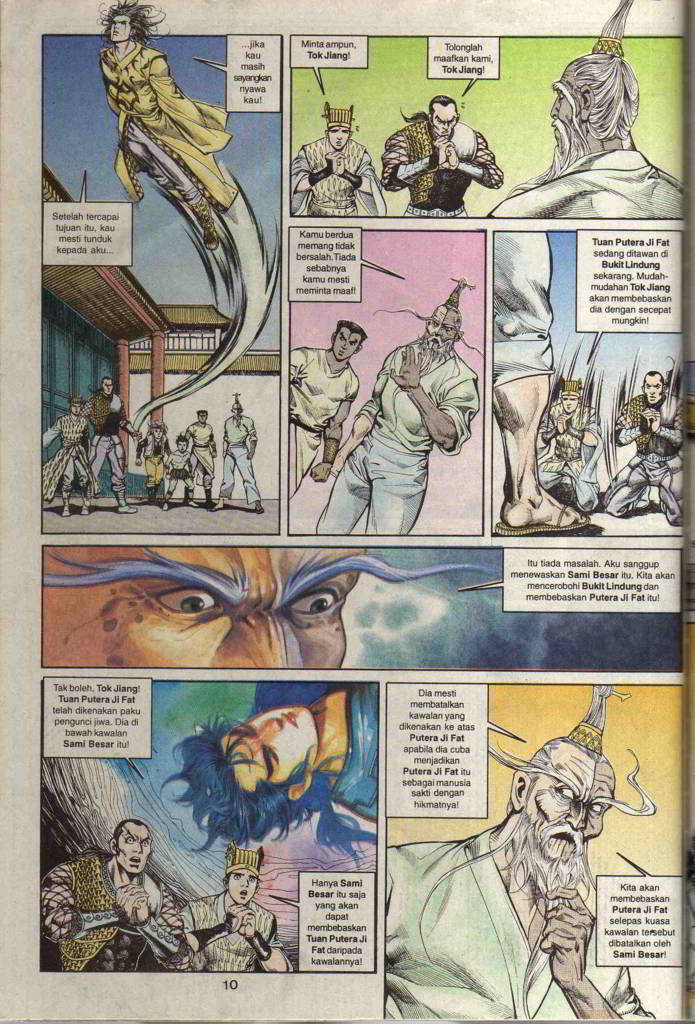 ...jika
kau
masih
sayangkan
nyawa
kau!
Setelah tercapai
tujuan itu, kau
mesti tunduk
kepada aku...
Minta ampun,
Tok Jiang!
Tolonglah
maafkan kami,
Tok Jiang!
Kamu berdua
memang tidak
bersalah.Tiada
sebabnya
kamu mesti
meminta maaf!
Tuan Putera Ji Fat
sedang ditawan di
Bukit Lindung
sekarang. Mudah-
mudahan Tok Jiang
akan membebaskan
dia dengan secepat
mungkin!
Itu tiada masalah. Aku sanggup
menewaskan Sami Besar itu. Kita akan
mencerobohi Bukit Lindung dan
membebaskan Putera Ji Fat itu!
Tak boleh, Tok Jiang!
Tuan Putera Ji Fat
telah dikenakan paku
pengunci jiwa. Dia di
bawah kawalan
Sami Besar itu!
Hanya Sami
Besar itu saja
yang akan
dapat
membebaskan
Tuan Putera Ji
Fat daripada
kawalannya!
Dia mesti
membatalkan
kawalan yang
dikenakan ke atas
Putera Ji Fat
apabila dia cuba
menjadikan
Putera Ji Fat itu
sebagai manusia
sakti dengan
hikmatnya!
Kita akan
membebaskan
Putera Ji Fat
selepas kuasa
kawalan tersebut
dibatalkan oleh
Sami Besar!
10